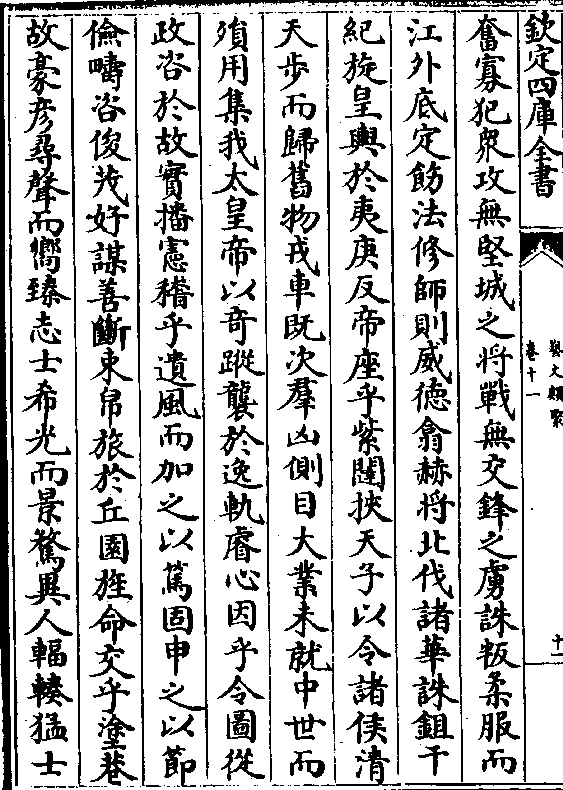 欽定四庫全書
藝文類聚
卷十一
十一
奮寡犯衆攻無堅城之將戰無交鋒之虜誅叛柔服而
江外底定飭法修師則威德翕赫將北伐諸華誅鉏干
紀旋皇輿於夷庚反帝座乎紫闥挾天子以令諸侯清
天步而歸舊物戎車既次羣凶側目大業未就中世而
殞用集我太皇帝以奇蹤襲於逸軌睿心因乎令圖從
政咨於故實播憲稽乎遺風而加之以篤固申之以節
儉疇咨俊茂好謀善斷束帛旅於丘園旌命交乎塗巷
故豪彦尋聲而嚮臻志士希光而景騖異人輻輳猛士